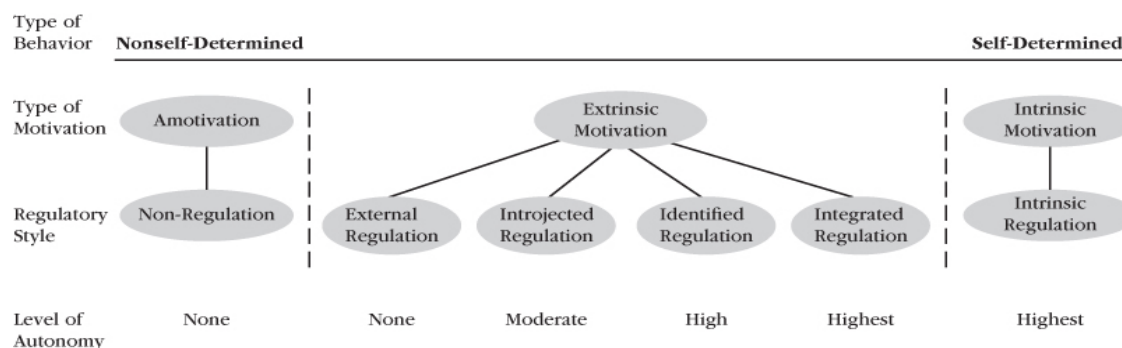 Type of
Behavior Nonself-Determined Self-Determined
Type of
Motivation
Amotivation
Extrinsic
Motivation
Intrinsic
Motivation
Regulatory
Style
Non-Regulation
External
Regulation
Introjected
Regulation
Identified
Regulation
Integrated
Regulation
Intrinsic
Regulation
Level of
Autonomy
None None Moderate High Highest Highest